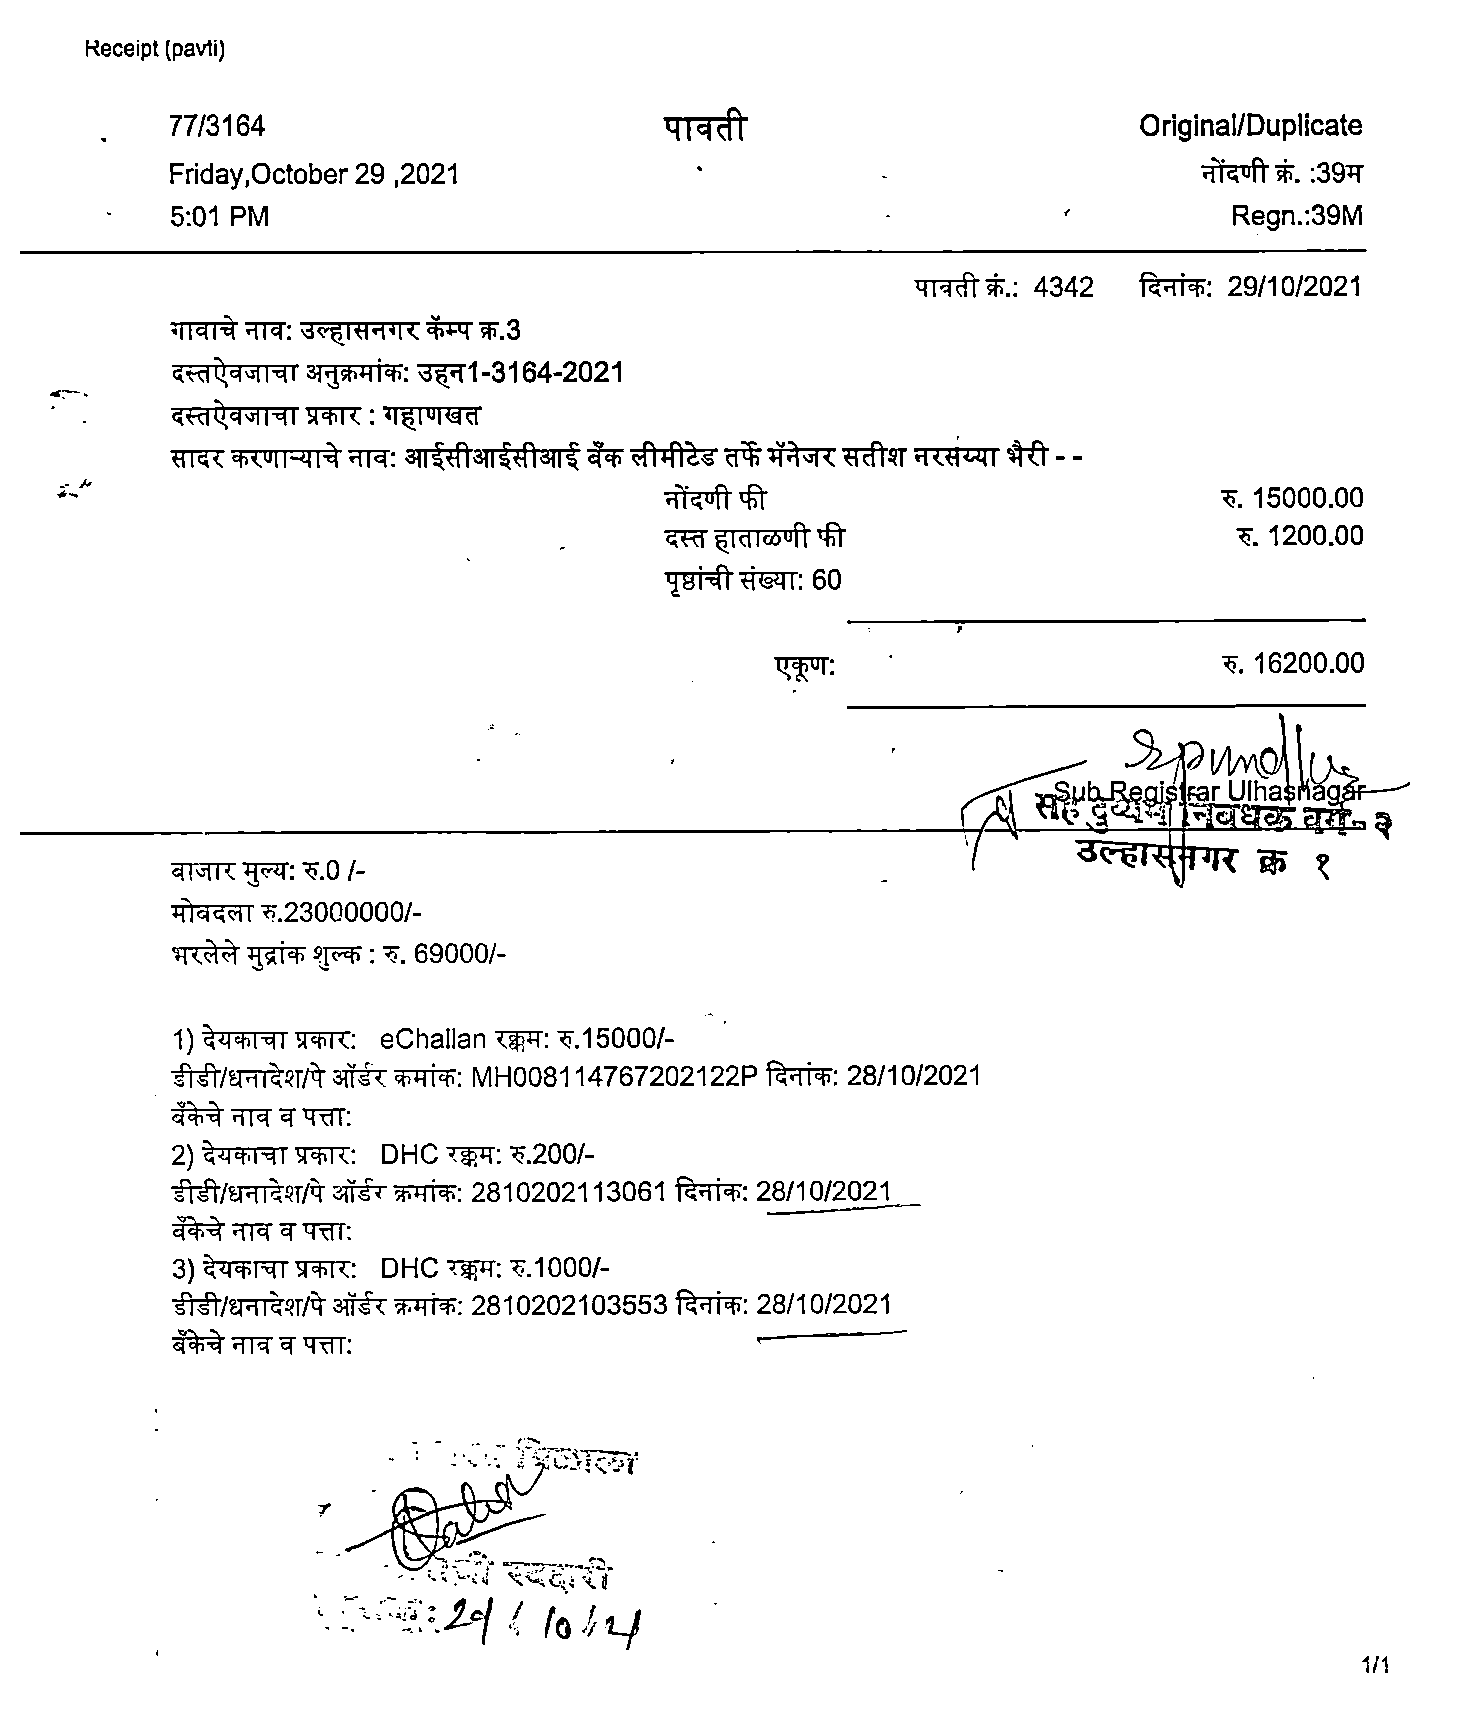 Receipt (pavti)
77/3164 पावती Original/Duplicate
Friday,October 29 ,2021 नोंदणी क्रं. :39म
5:01 PM Regn.:39M
पावती क्रं.: 4342 दिनांक: 29/10/2021
गावाचे नाव: उल्हासनगर कॅम्प क्र.3
दस्तऐवजाचा अनुक्रमांक: उहन1-3164-2021
दस्तऐवजाचा प्रकार : गहाणखत
सादर करणाऱ्याचे नाव: आईसीआईसीआई बँक लीमीटेड तर्फे मॅनेजर सतीश नरसय्या भैरी - -
नोंदणी फी रु. 15000.00
दस्त हाताळणी फी रु. 1200.00
पृष्ठांची संख्या: 60
एकूण: रु. 16200.00
Sub Registrar Ulhasnagar
सह दुय्यम निबंधक वर्ग-३
उल्हासनगर क्र १
बाजार मुल्य: रु.0 /-
मोबदला रु.23000000/-
भरलेले मुद्रांक शुल्क : रु. 69000/-
1) देयकाचा प्रकार: eChallan रक्कम: रु.15000/-
डीडी/धनादेश/पे ऑर्डर क्रमांक: MH008114767202122P दिनांक: 28/10/2021
बँकेचे नाव व पत्ता:
2) देयकाचा प्रकार: DHC रक्कम: रु.200/-
डीडी/धनादेश/पे ऑर्डर क्रमांक: 2810202113061 दिनांक: 28/10/2021
बँकेचे नाव व पत्ता:
3) देयकाचा प्रकार: DHC रक्कम: रु.1000/-
डीडी/धनादेश/पे ऑर्डर क्रमांक: 2810202103553 दिनांक: 28/10/2021
बँकेचे नाव व पत्ता:
मिळाला
29/10/21
1/1